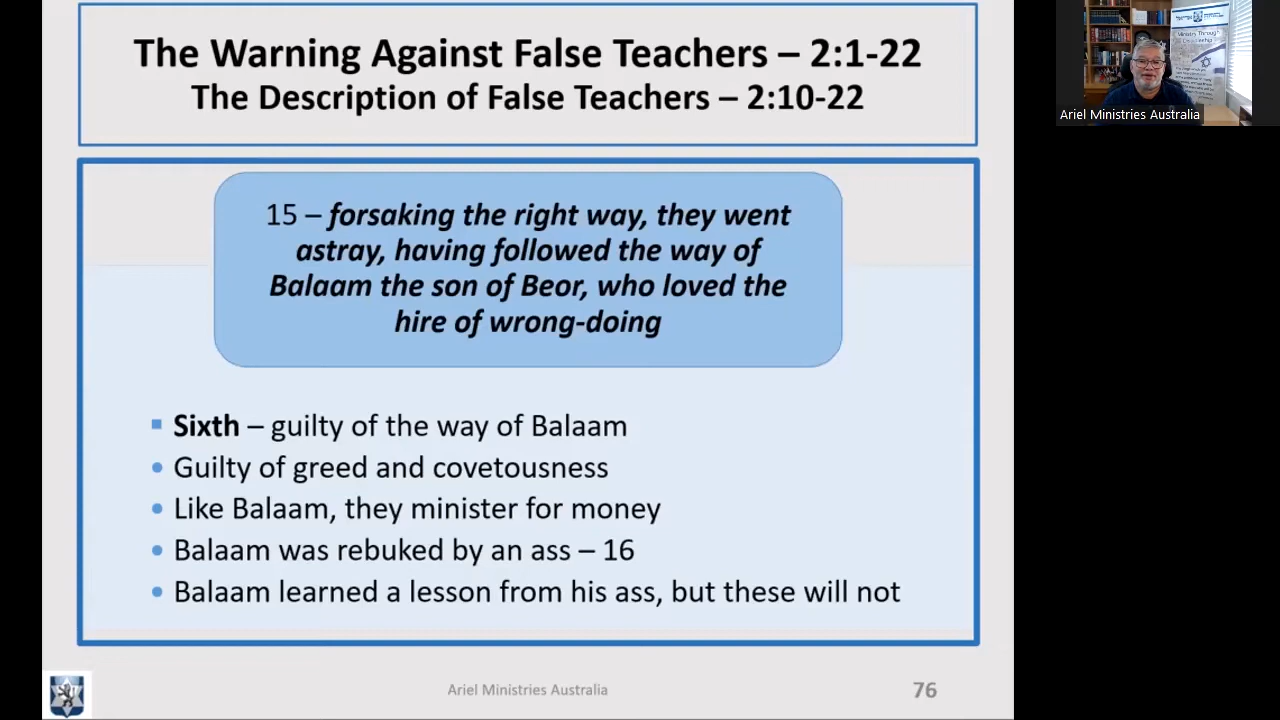 The Warning Against False Teachers – 2:1-22
The Description of False Teachers – 2:10-22
15 – forsaking the right way, they went
astray, having followed the way of
Balaam the son of Beor, who loved the
hire of wrong-doing
Sixth – guilty of the way of Balaam
Guilty of greed and covetousness
Like Balaam, they minister for money
Balaam was rebuked by an ass – 16
Balaam learned a lesson from his ass, but these will not
Ariel Ministries Australia
76
Ministry Through
Ariel Ministries Australia